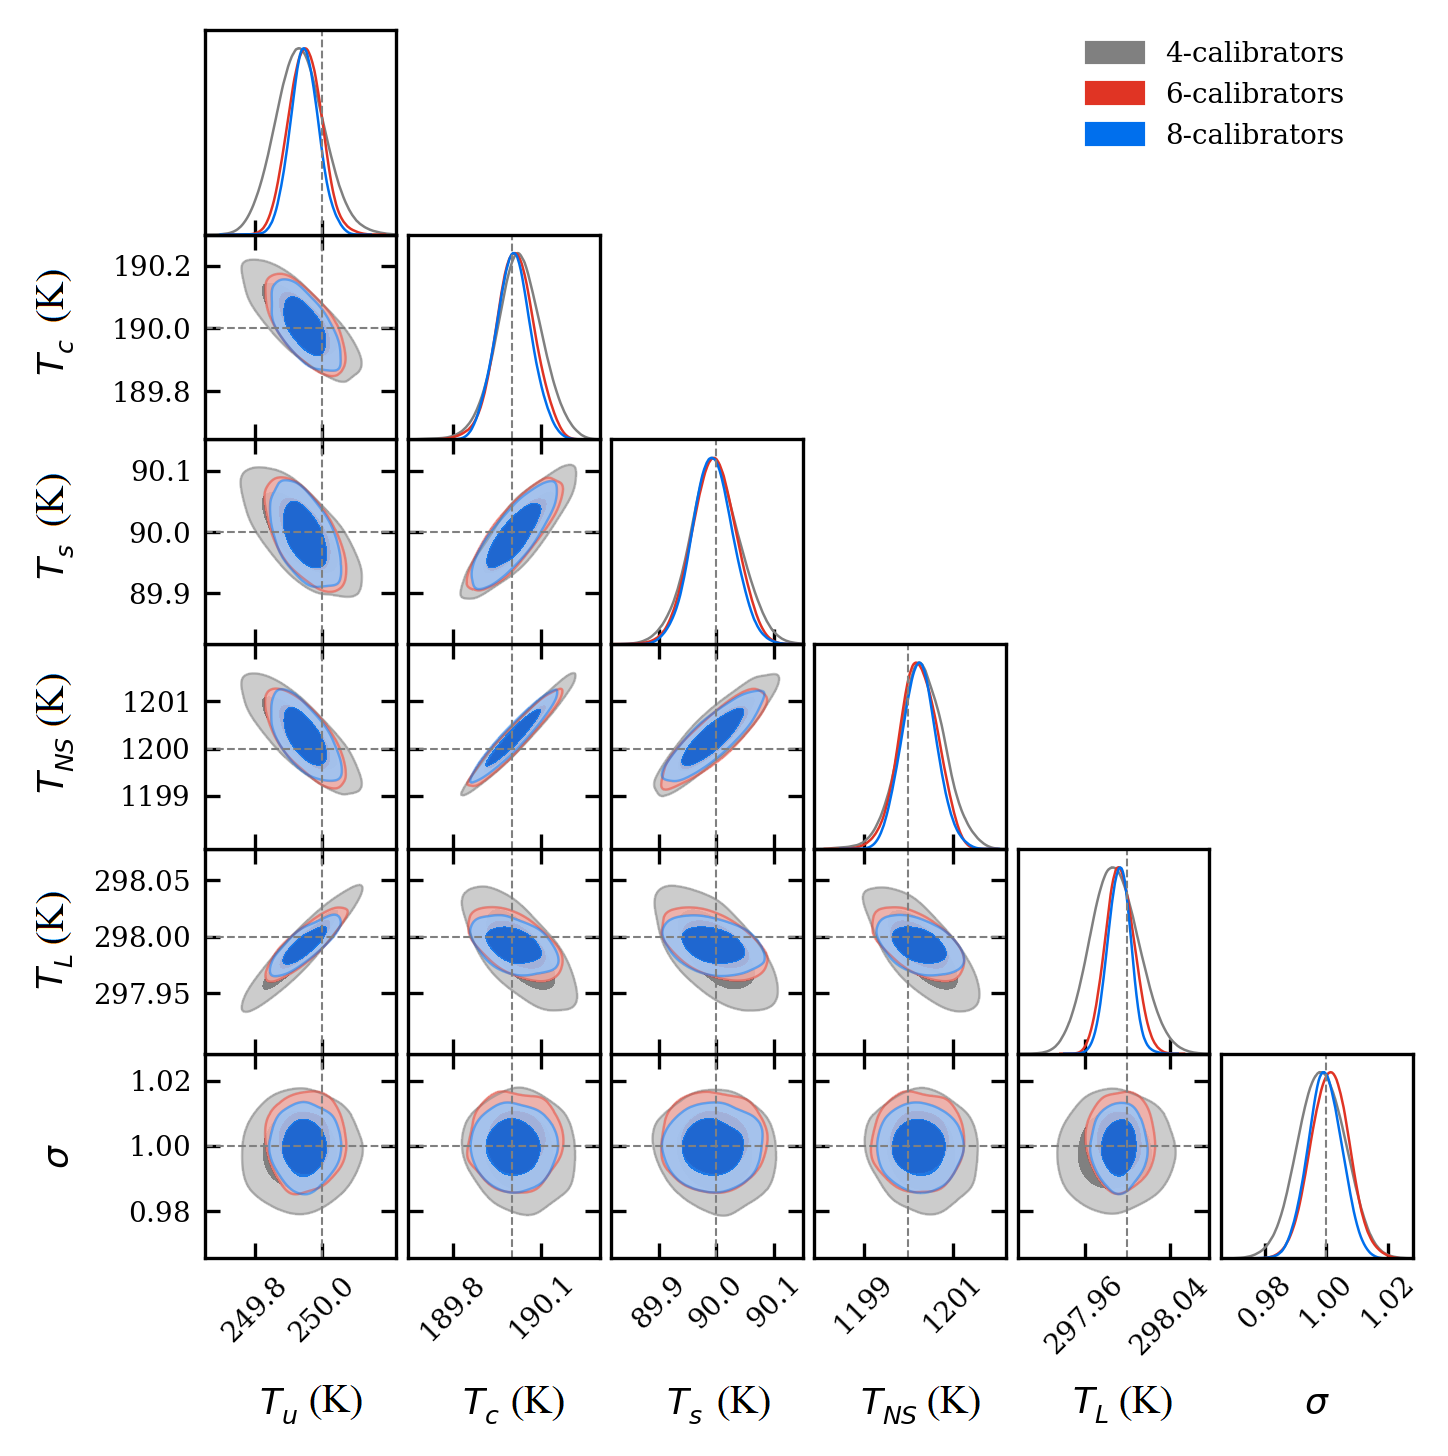 4-calibrators
6-calibrators
8-calibrators
T_c (K)
190.2
190.0
189.8
T_s (K)
90.1
90.0
89.9
T_NS (K)
1201
1200
1199
T_L (K)
298.05
298.00
297.95
σ
1.02
1.00
0.98
249.8 250.0 189.8 190.1 89.9 90.0 90.1 1199 1201 297.96 298.04 0.98 1.00 1.02
T_u (K) T_c (K) T_s (K) T_NS (K) T_L (K) σ